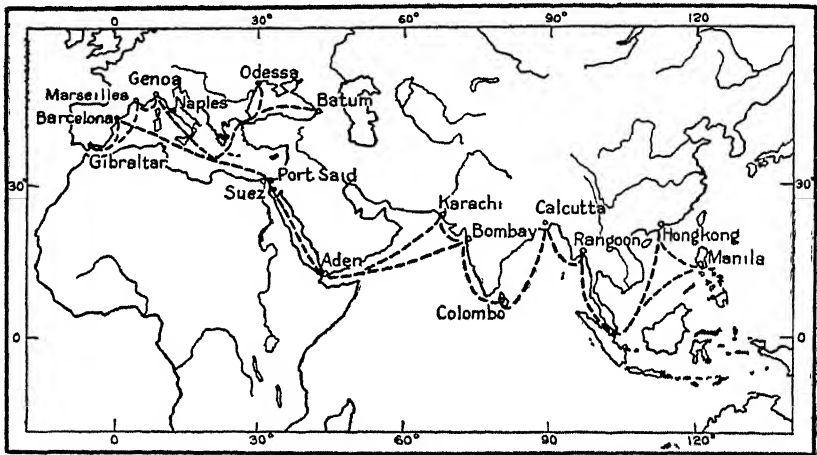 0 30° 60° 90° 120
Genoa Odessa
Marseilles Naples Batum
Barcelona
Gibraltar
30° Port Said 30°
Suez Karachi Calcutta
Bombay Rangoon Hongkong
Aden Manila
Colombo
0 0
0 30° 60° 90 120